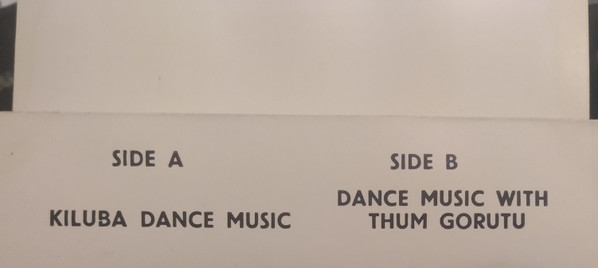 SIDE A
KILUBA DANCE MUSIC
SIDE B
DANCE MUSIC WITH
THUM GORUTU